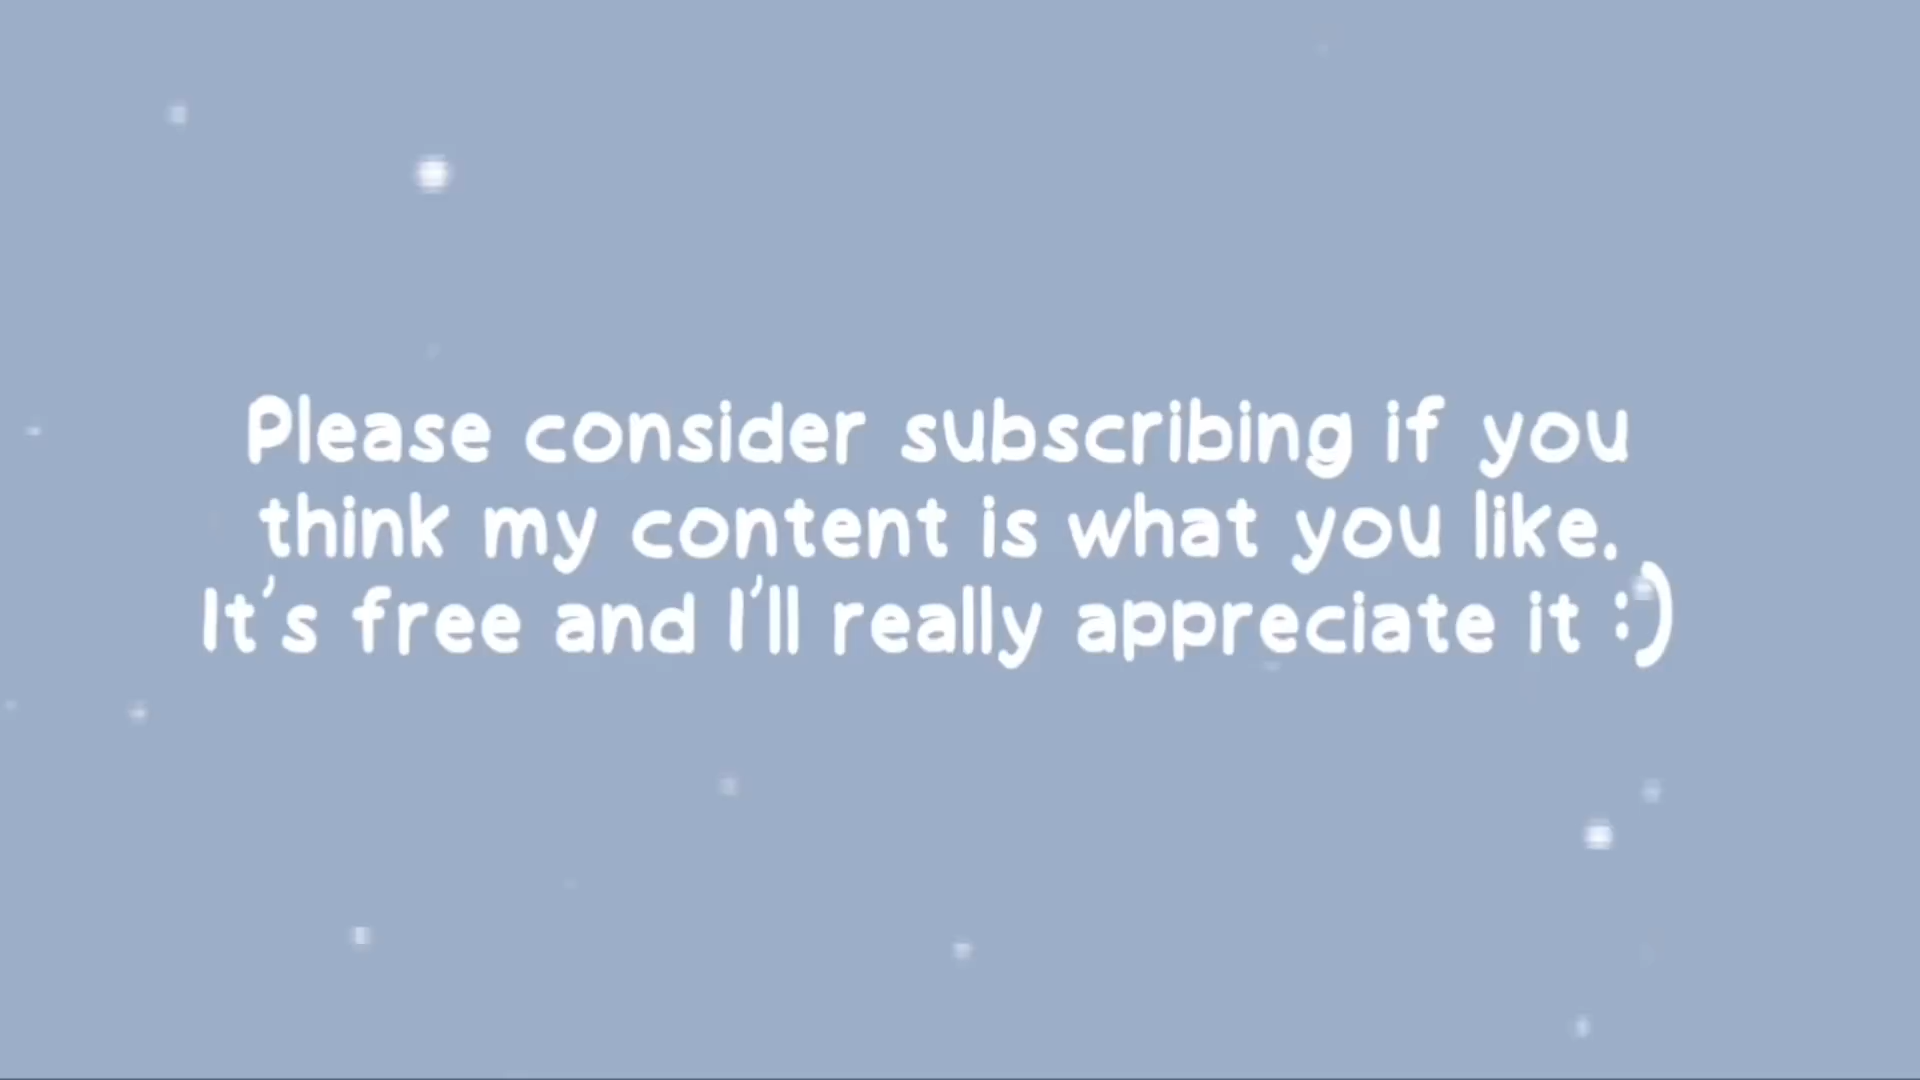 Please consider subscribing if you
think my content is what you like.
It's free and I'll really appreciate it :)